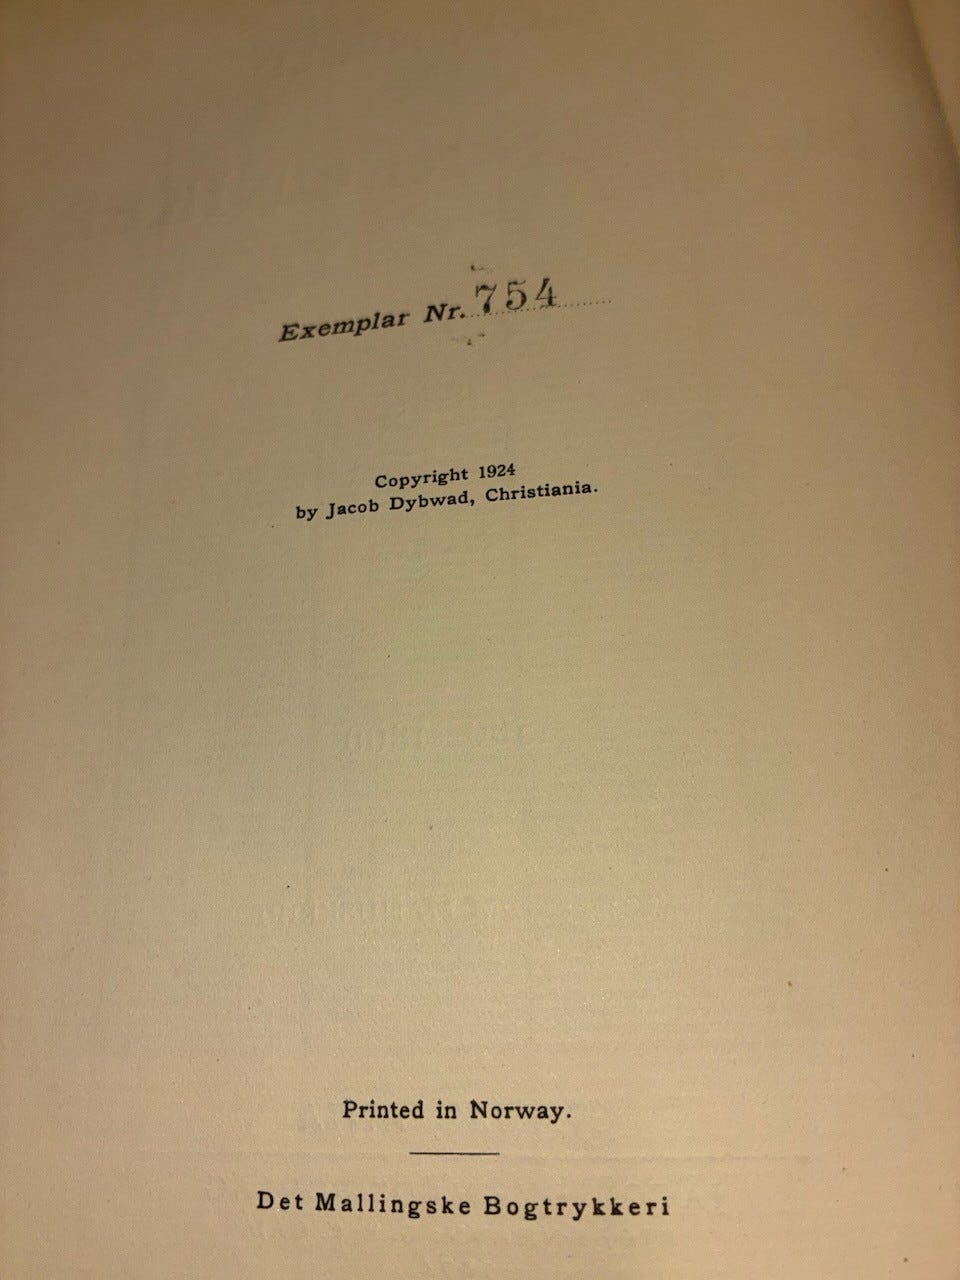 Exemplar Nr. 754
Copyright 1924
by Jacob Dybwad, Christiania.
Printed in Norway.
Det Mallingske Bogtrykkeri